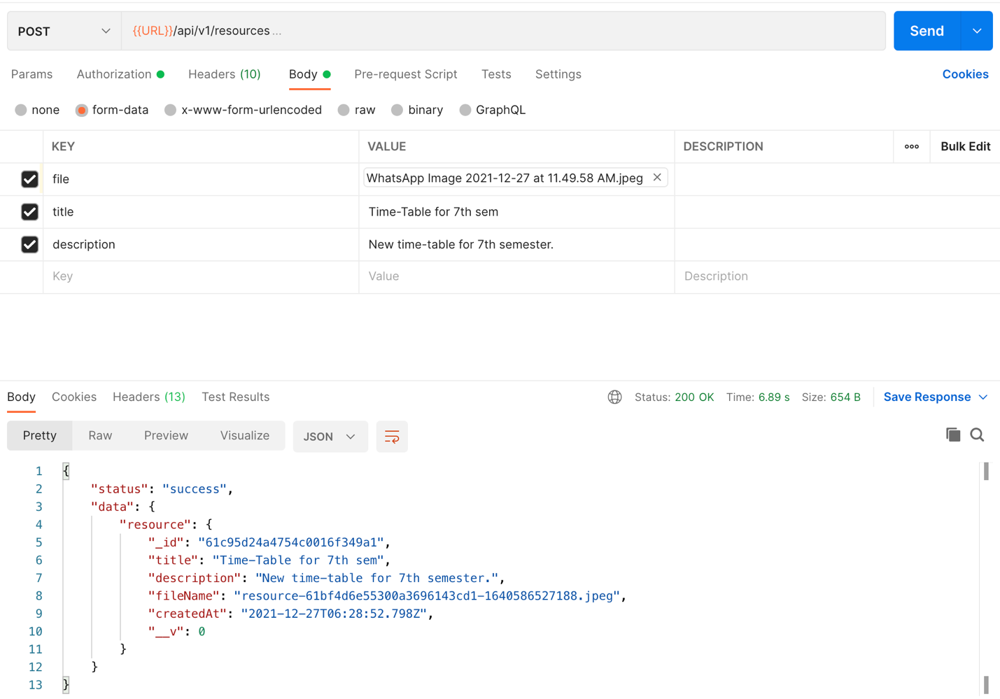 POST {{URL}}/api/v1/resources ... Send
Params Authorization Headers (10) Body Pre-request Script Tests Settings Cookies
none form-data x-www-form-urlencoded raw binary GraphQL
KEY VALUE DESCRIPTION ooo Bulk Edit
file WhatsApp Image 2021-12-27 at 11.49.58 AM.jpeg ×
title Time-Table for 7th sem
description New time-table for 7th semester.
Key Value Description
Body Cookies Headers (13) Test Results Status: 200 OK Time: 6.89 s Size: 654 B Save Response
Pretty Raw Preview Visualize JSON
1 {
2 "status": "success",
3 "data": {
4 "resource": {
5 "_id": "61c95d24a4754c0016f349a1",
6 "title": "Time-Table for 7th sem",
7 "description": "New time-table for 7th semester.",
8 "fileName": "resource-61bf4d6e55300a3696143cd1-1640586527188.jpeg",
9 "createdAt": "2021-12-27T06:28:52.798Z",
10 "__v": 0
11 }
12 }
13 }